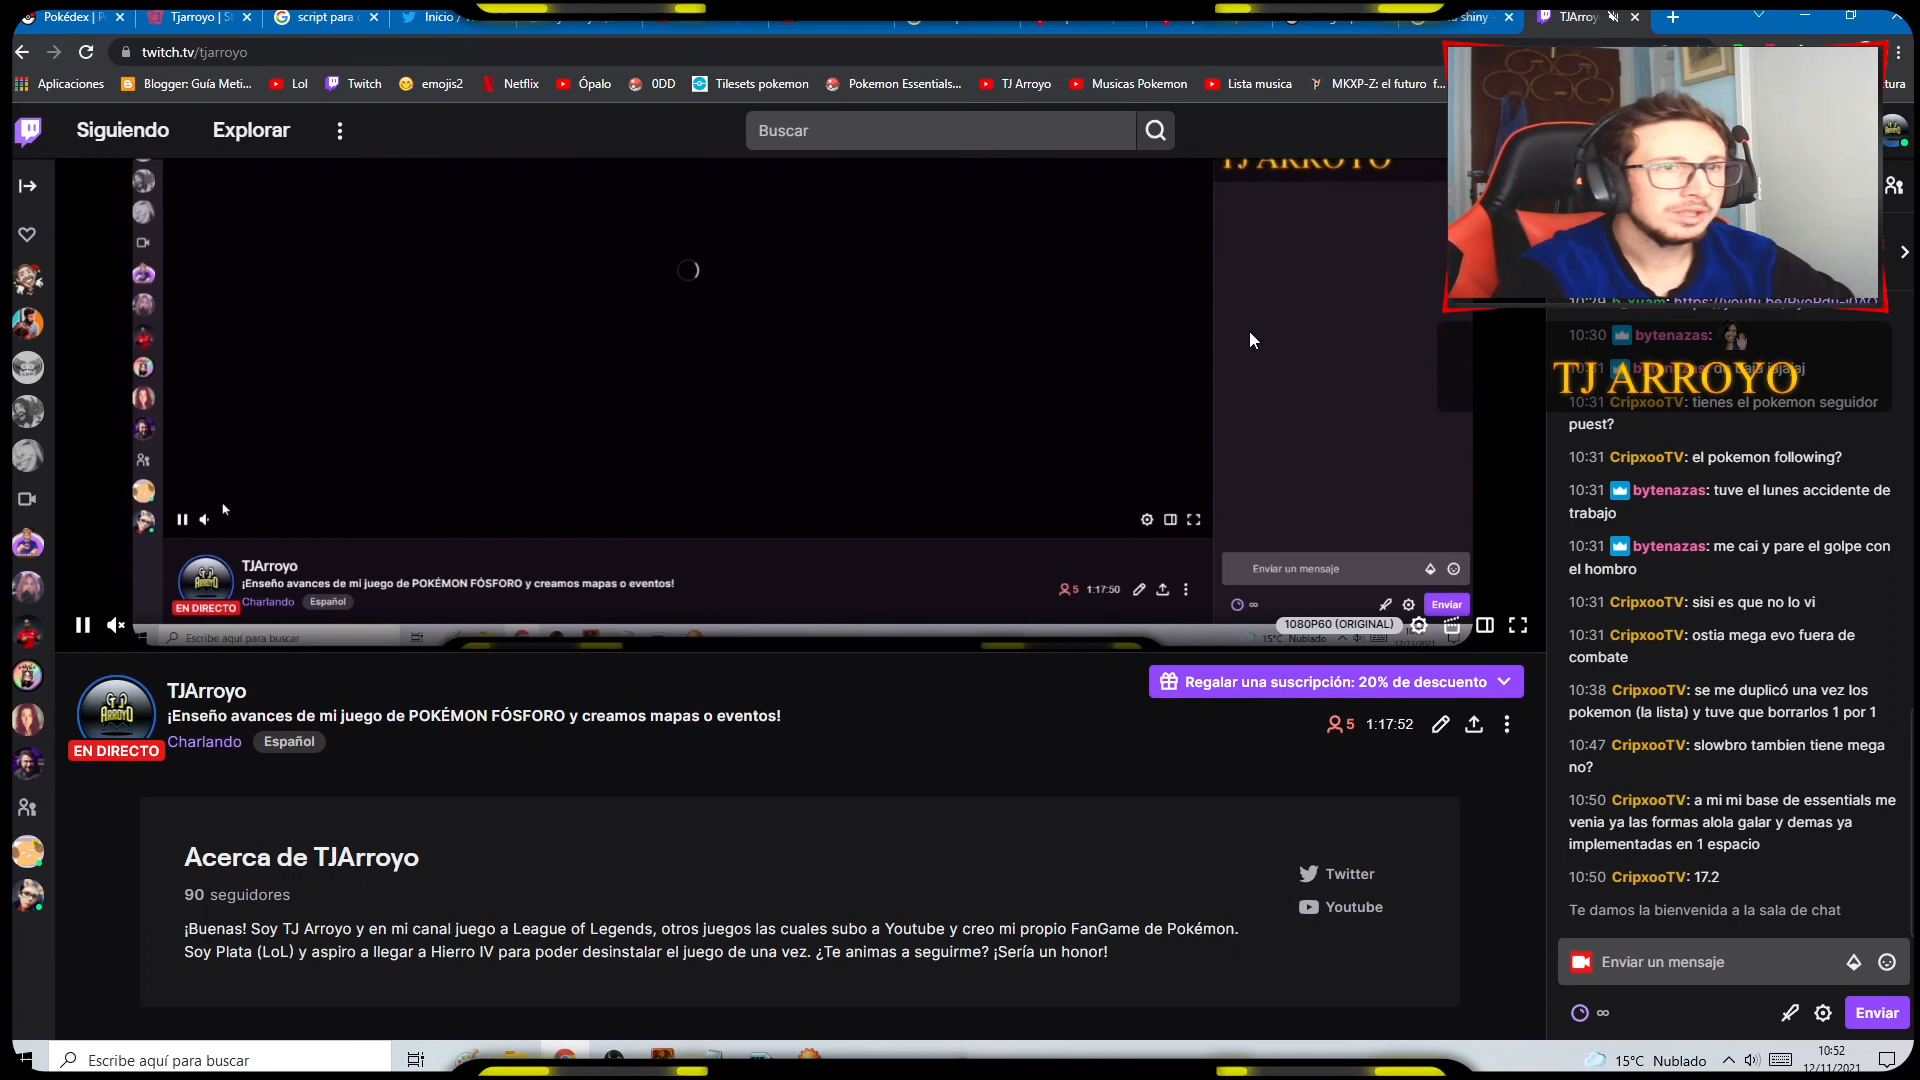 Pokédex | P
Tjarroyo | St
script para
Inicio / T
o shiny
TJArroy
twitch.tv/tjarroyo
Aplicaciones
Blogger: Guía Meti...
Lol
Twitch
emojis2
Netflix
Ópalo
0DD
Tilesets pokemon
Pokemon Essentials...
TJ Arroyo
Musicas Pokemon
Lista musica
MKXP-Z: el futuro f...
tura
Siguiendo
Explorar
Buscar
TJ ARROYO
TJArroyo
¡Enseño avances de mi juego de POKÉMON FÓSFORO y creamos mapas o eventos!
EN DIRECTO
Charlando
Español
5
1:17:50
Enviar un mensaje
Enviar
Escribe aquí para buscar
15°C Nublado
1080P60 (ORIGINAL)
TJArroyo
¡Enseño avances de mi juego de POKÉMON FÓSFORO y creamos mapas o eventos!
EN DIRECTO
Charlando
Español
Regalar una suscripción: 20% de descuento
5
1:17:52
Acerca de TJArroyo
90 seguidores
¡Buenas! Soy TJ Arroyo y en mi canal juego a League of Legends, otros juegos las cuales subo a Youtube y creo mi propio FanGame de Pokémon.
Soy Plata (LoL) y aspiro a llegar a Hierro IV para poder desinstalar el juego de una vez. ¿Te animas a seguirme? ¡Sería un honor!
Twitter
Youtube
10:30 bytenazas:
TJ ARROYO
10:31 CripxooTV: tienes el pokemon seguidor
puest?
10:31 CripxooTV: el pokemon following?
10:31 bytenazas: tuve el lunes accidente de
trabajo
10:31 bytenazas: me cai y pare el golpe con
el hombro
10:31 CripxooTV: sisi es que no lo vi
10:31 CripxooTV: ostia mega evo fuera de
combate
10:38 CripxooTV: se me duplicó una vez los
pokemon (la lista) y tuve que borrarlos 1 por 1
10:47 CripxooTV: slowbro tambien tiene mega
no?
10:50 CripxooTV: a mi mi base de essentials me
venia ya las formas alola galar y demas ya
implementadas en 1 espacio
10:50 CripxooTV: 17.2
Te damos la bienvenida a la sala de chat
Enviar un mensaje
Enviar
Escribe aquí para buscar
15°C Nublado
10:52
12/11/2021